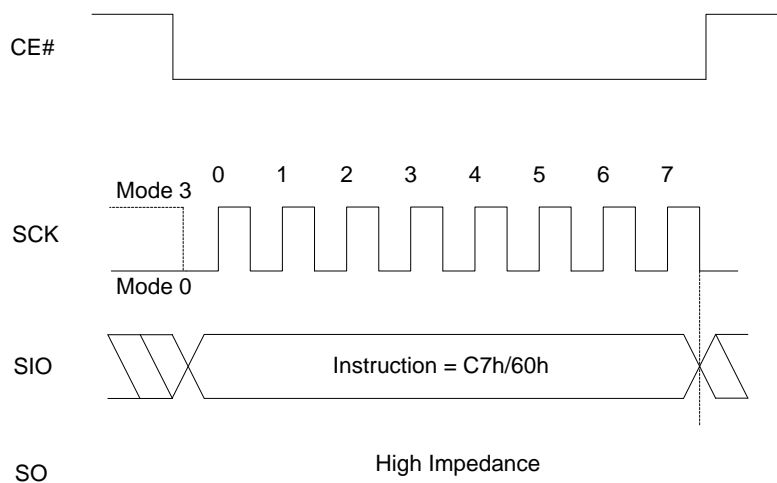 CE#
0 1 2 3 4 5 6 7
Mode 3
SCK
Mode 0
SIO
Instruction = C7h/60h
High Impedance
SO